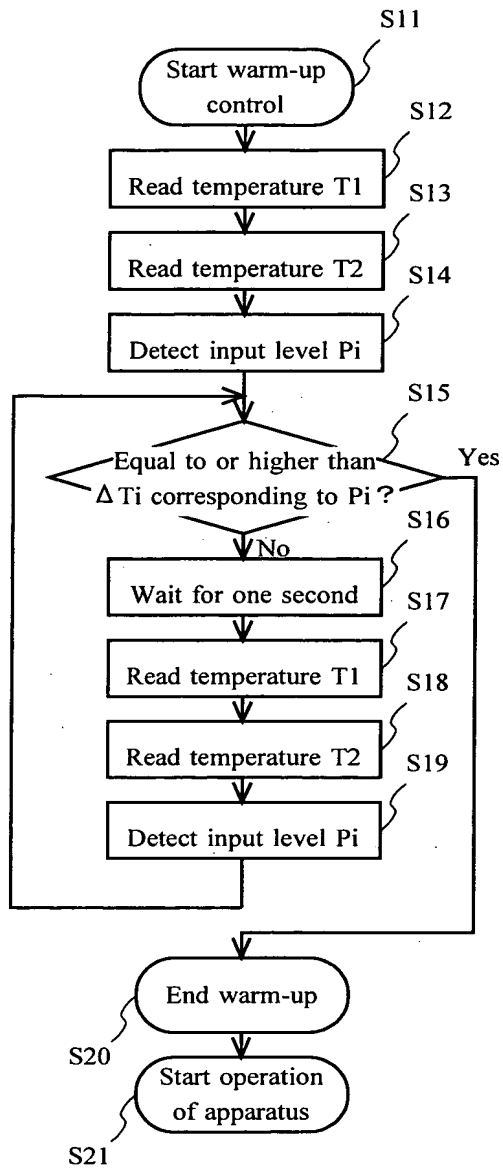 S11
Start warm-up
control
S12
Read temperature T1
S13
Read temperature T2
S14
Detect input level Pi
S15
Equal to or higher than
ΔTi corresponding to Pi?
Yes
No
S16
Wait for one second
S17
Read temperature T1
S18
Read temperature T2
S19
Detect input level Pi
End warm-up
S20
Start operation
of apparatus
S21